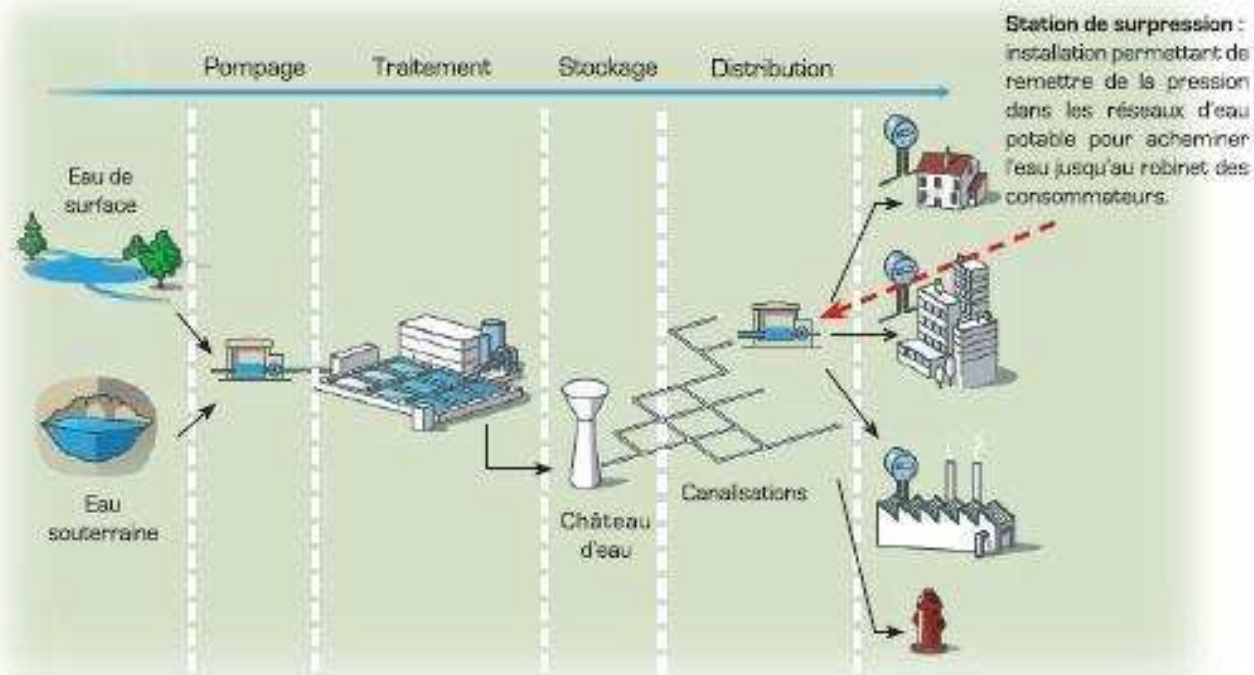 Pompage
Traitement
Stockage
Distribution
Station de surpression :
installation permettant de
remettre de la pression
dans les réseaux d'eau
potable pour acheminer
l'eau jusqu'au robinet des
consommateurs.
Eau de
surface
Eau
souterraine
Château
d'eau
Canalisations